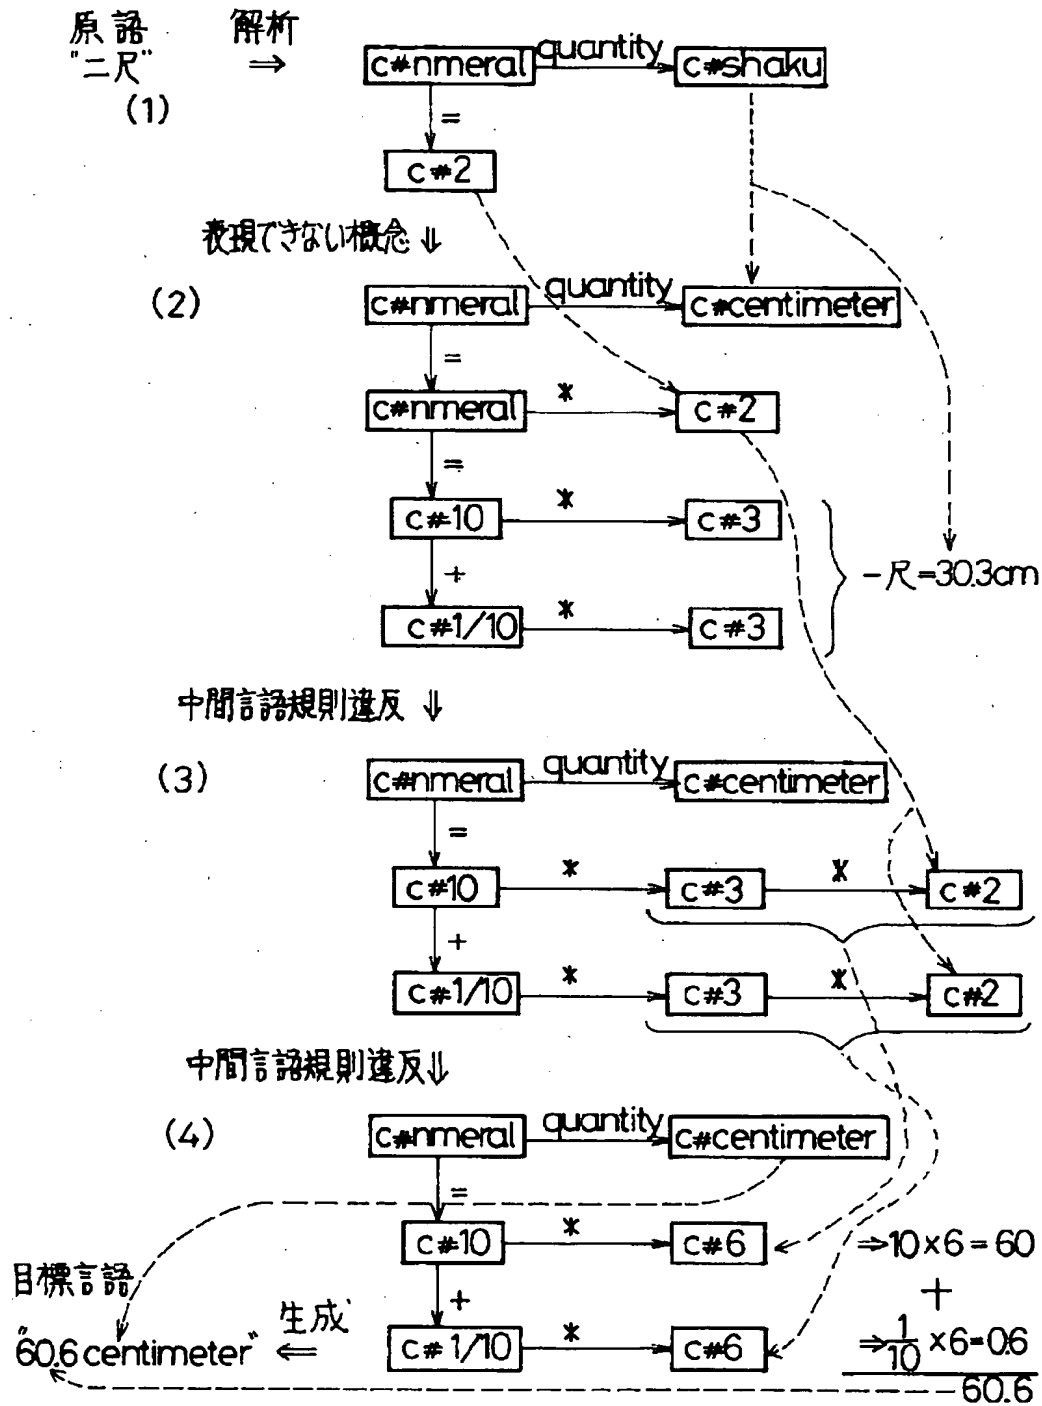 原語 解析
"二尺" ⇒ c#nmeral quantity c#shaku
(1)
=
c#2
表現できない概念 ⇓
(2) c#nmeral quantity c#centimeter
=
c#nmeral * c#2
=
c#10 * c#3
一尺=30.3cm
+
c#1/10 * c#3
中間言語規則違反 ⇓
(3) c#nmeral quantity c#centimeter
=
c#10 * c#3 * c#2
+
c#1/10 * c#3 * c#2
中間言語規則違反 ⇓
(4) c#nmeral quantity c#centimeter
=
c#10 * c#6 ⇒10×6=60
目標言語
+ +
"60.6 centimeter" ⇐ 生成 c#1/10 * c#6 ⇒1/10×6=0.6
60.6